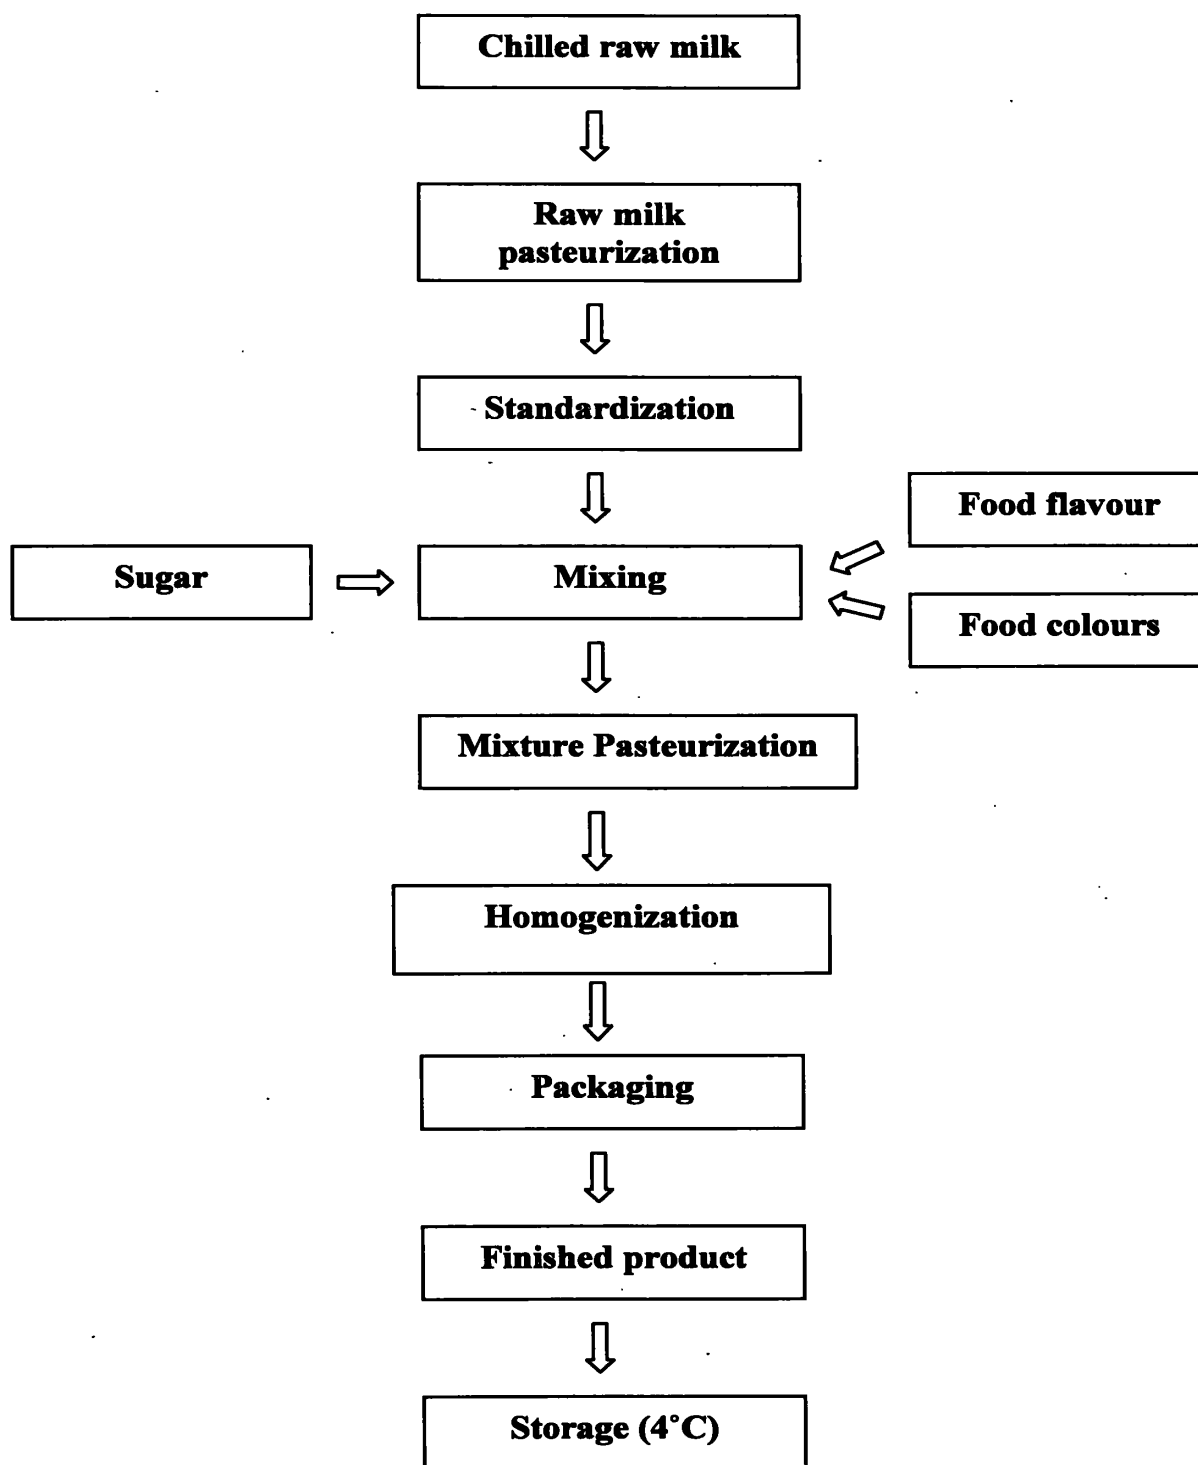 Chilled raw milk
Raw milk
pasteurization
Standardization
Food flavour
Sugar
Mixing
Food colours
Mixture Pasteurization
Homogenization
Packaging
Finished product
Storage (4°C)